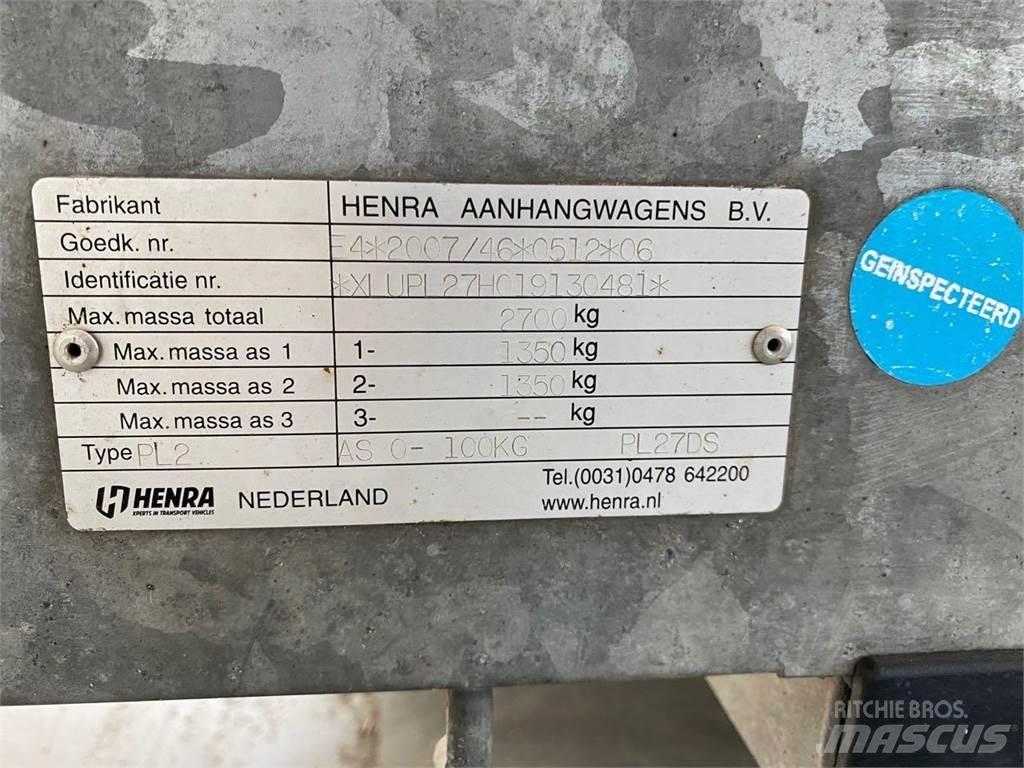 Fabrikant HENRA AANHANGWAGENS B.V.
Goedk. nr. E4*2007/46*0512*06
Identificatie nr. *XLUPL27H019130481*
Max. massa totaal 2700 kg
Max. massa as 1 1- 1350 kg
Max. massa as 2 2- 1350 kg
Max. massa as 3 3- -- kg
Type PL2 AS 0- 100KG PL27DS
HENRA
XPERTS IN TRANSPORT VEHICLES
NEDERLAND
Tel.(0031)0478 642200
www.henra.nl
GEINSPECTEERD
RITCHIE BROS.
MASCUS